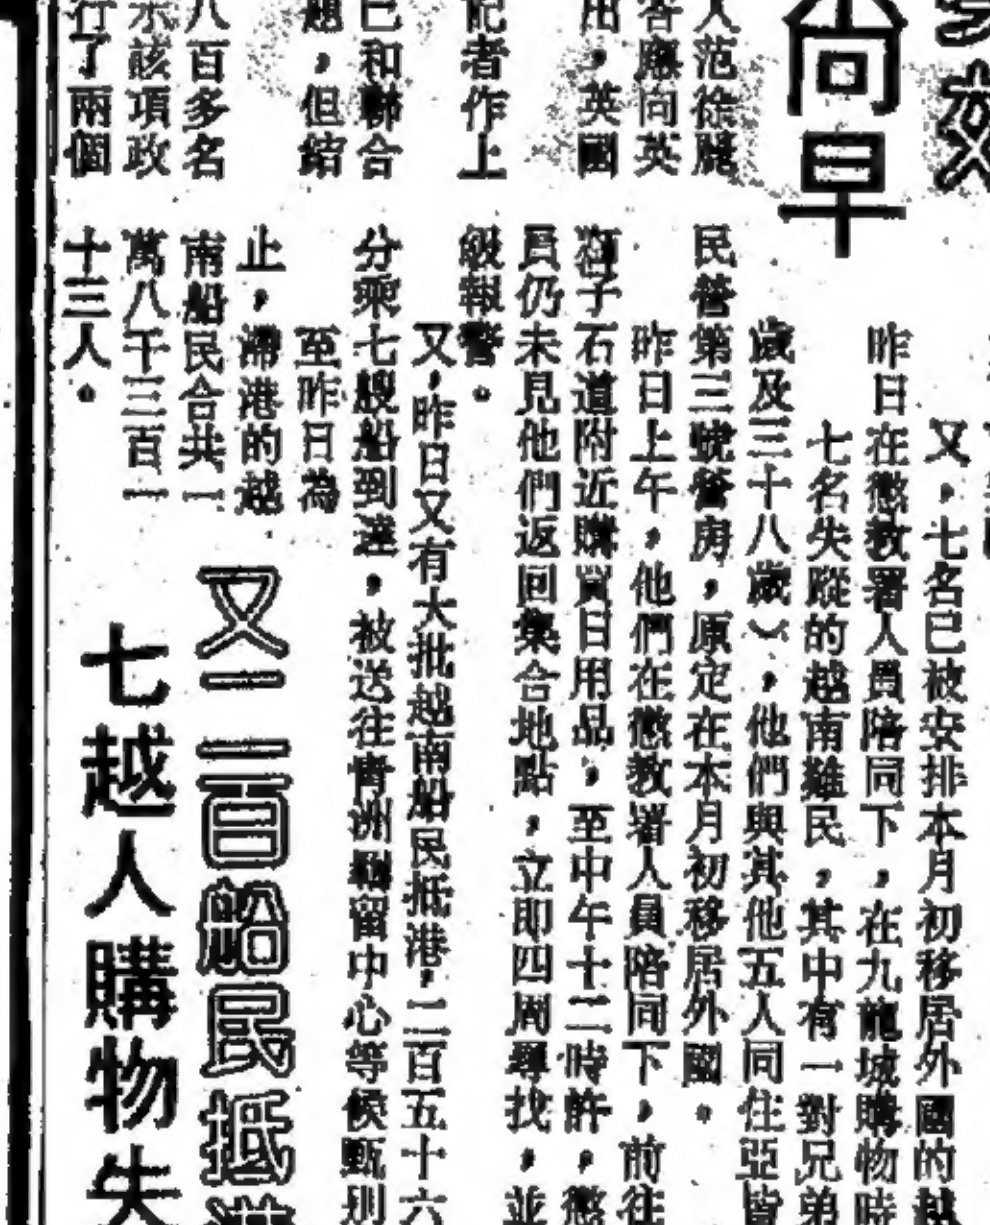 尚早
人范徐麗
答應向英
出，英國
記者作上
已和聯合
題，但結
八百多名
示該項政
行了兩個
又，七名已被安排本月初移居外國的越
昨日在懲教署人員陪同下，在九龍城購物時
七名失蹤的越南難民，其中有一對兄弟
歲及三十八歲），他們與其他五人同住亞皆
民營第三號營房，原定在本月初移居外國。
昨日上午，他們在懲教署人員陪同下，前往
獅子石道附近購買日用品，至中午十二時許，懲
員仍未見他們返回集合地點，立即四周尋找，並
級報警。
又，昨日又有大批越南船民抵港，二百五十六
分乘七艘船到達，被送往青洲羈留中心等候甄別
至昨日為
止，滯港的越
南船民合共一
萬八千三百一
十三人。
又二百船民抵港
七越人購物失